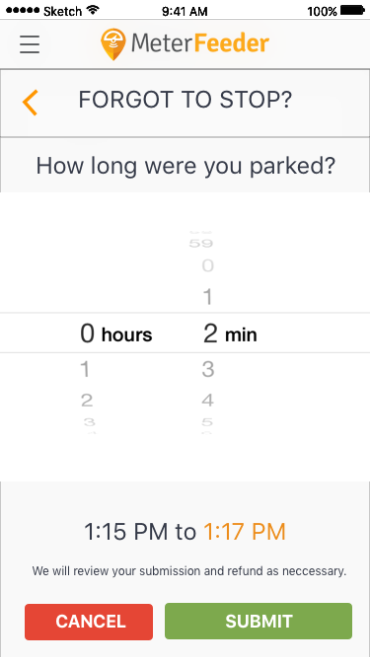 Sketch 9:41 AM 100%
MeterFeeder
FORGOT TO STOP?
How long were you parked?
59
0
1
0 hours 2 min
1 3
2 4
3 5
1:15 PM to 1:17 PM
We will review your submission and refund as neccessary.
CANCEL SUBMIT